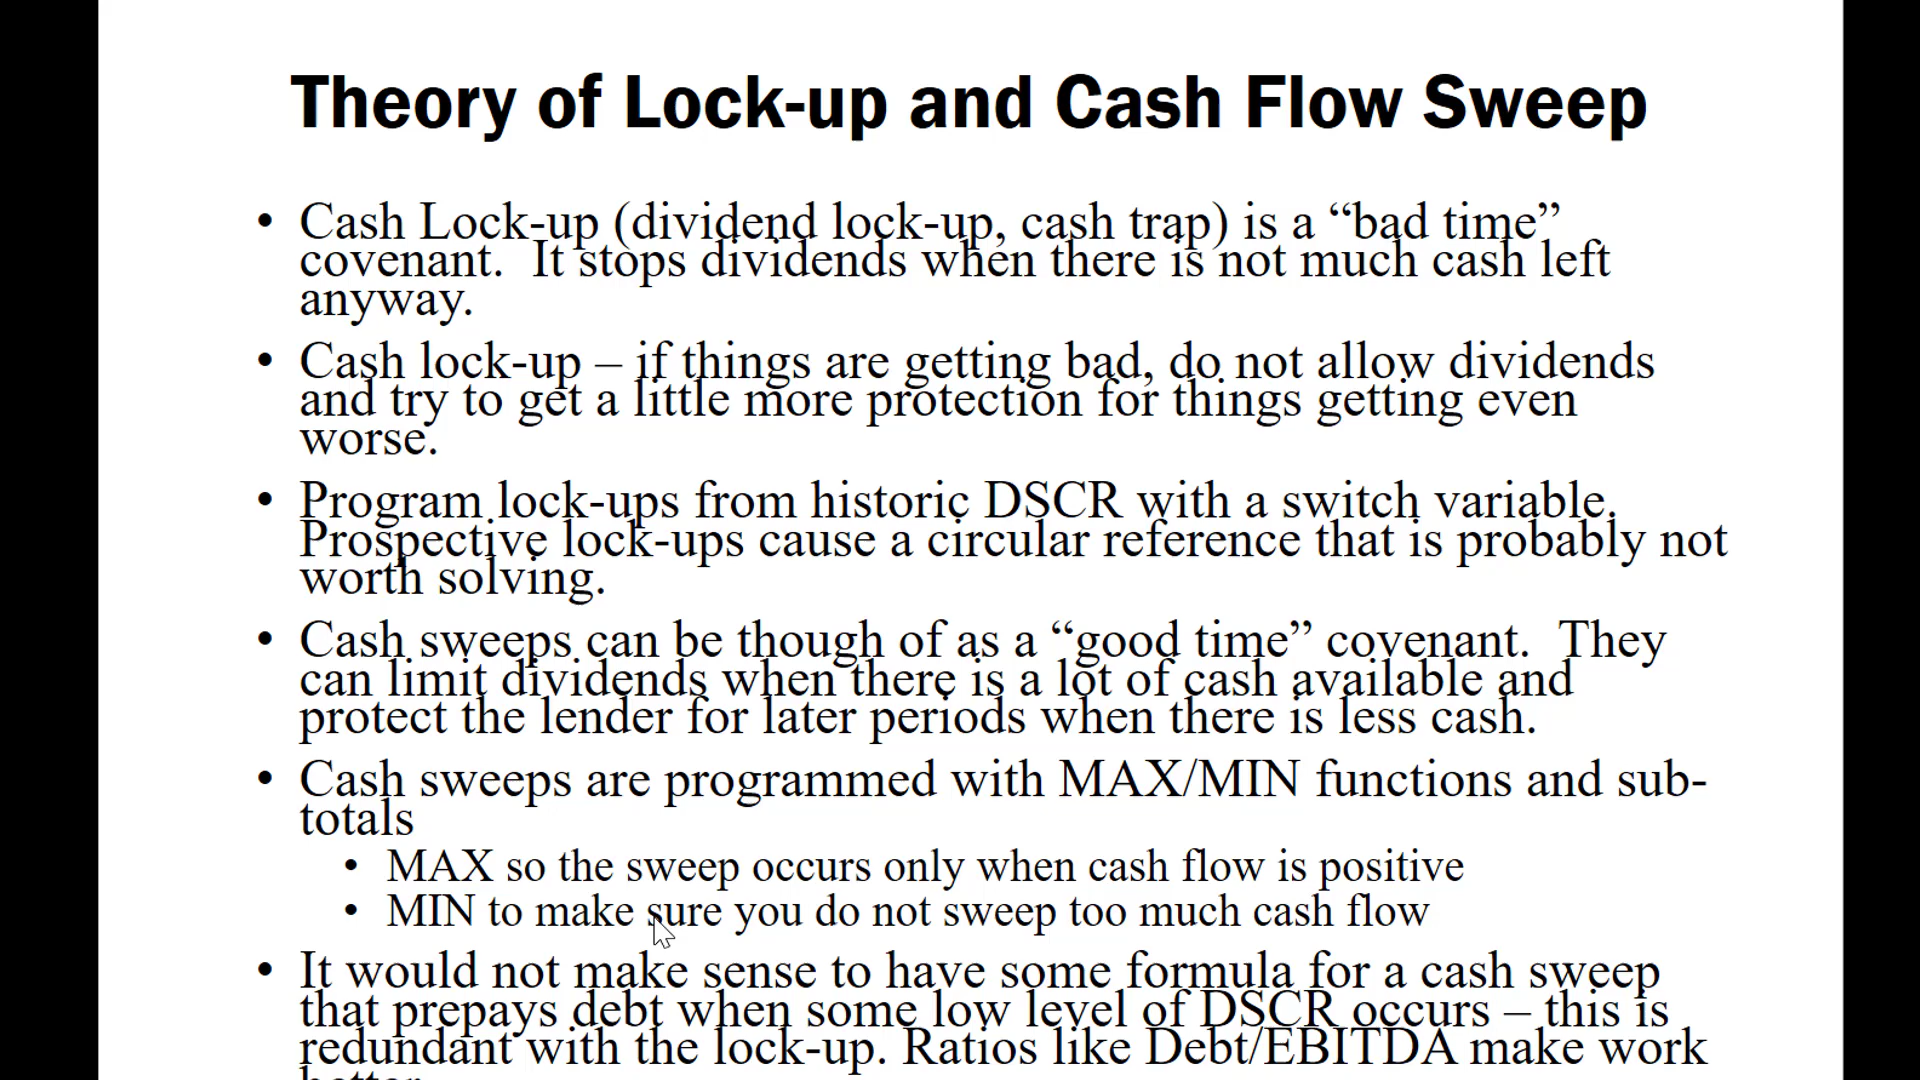 Theory of Lock-up and Cash Flow Sweep
• Cash Lock-up (dividend lock-up, cash trap) is a “bad time”
covenant.  It stops dividends when there is not much cash left
anyway.
• Cash lock-up – if things are getting bad, do not allow dividends
and try to get a little more protection for things getting even
worse.
• Program lock-ups from historic DSCR with a switch variable.
Prospective lock-ups cause a circular reference that is probably not
worth solving.
• Cash sweeps can be though of as a “good time” covenant.  They
can limit dividends when there is a lot of cash available and
protect the lender for later periods when there is less cash.
• Cash sweeps are programmed with MAX/MIN functions and sub-
totals
• MAX so the sweep occurs only when cash flow is positive
• MIN to make sure you do not sweep too much cash flow
• It would not make sense to have some formula for a cash sweep
that prepays debt when some low level of DSCR occurs – this is
redundant with the lock-up. Ratios like Debt/EBITDA make work